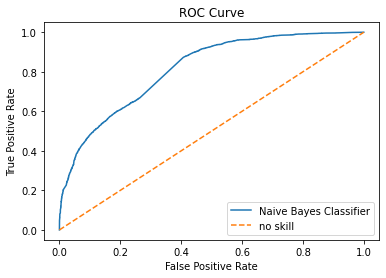 ROC Curve
True Positive Rate
1.0
0.8
0.6
0.4
0.2
0.0
Naive Bayes Classifier
no skill
0.0 0.2 0.4 0.6 0.8 1.0
False Positive Rate